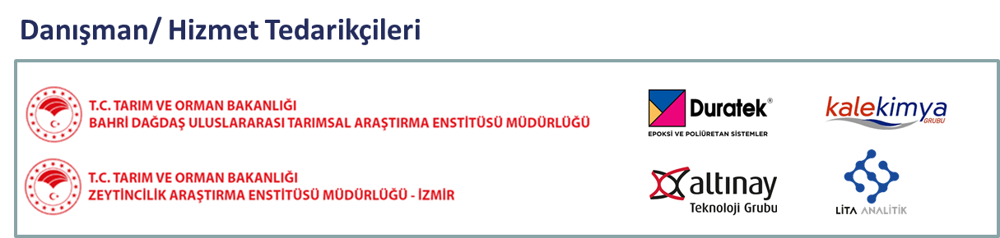 Danışman/ Hizmet Tedarikçileri
T.C. TARIM VE ORMAN BAKANLIĞI
BAHRİ DAĞDAŞ ULUSLARARASI TARIMSAL ARAŞTIRMA ENSTİTÜSÜ MÜDÜRLÜĞÜ
Duratek®
EPOKSİ VE POLİÜRETAN SİSTEMLER
kalekimya
GRUBU
T.C. TARIM VE ORMAN BAKANLIĞI
ZEYTİNCİLİK ARAŞTIRMA ENSTİTÜSÜ MÜDÜRLÜĞÜ - İZMİR
altınay
Teknoloji Grubu
LİTA ANALİTİK